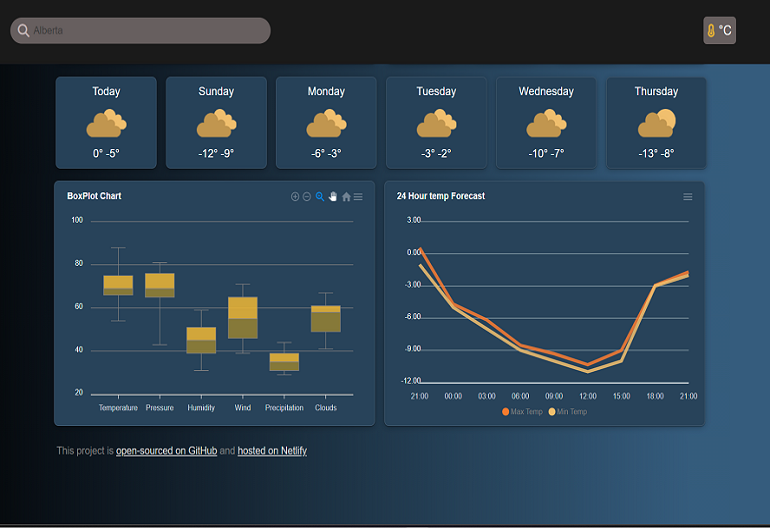 Alberta
°C
Today Sunday Monday Tuesday Wednesday Thursday
0° -5° -12° -9° -6° -3° -3° -2° -10° -7° -13° -8°
BoxPlot Chart
100
80
60
40
20
Temperature Pressure Humidity Wind Precipitation Clouds
24 Hour temp Forecast
3.00
0.00
-3.00
-6.00
-9.00
-12.00
21:00 00:00 03:00 06:00 09:00 12:00 15:00 18:00 21:00
Max Temp Min Temp
This project is open-sourced on GitHub and hosted on Netlify